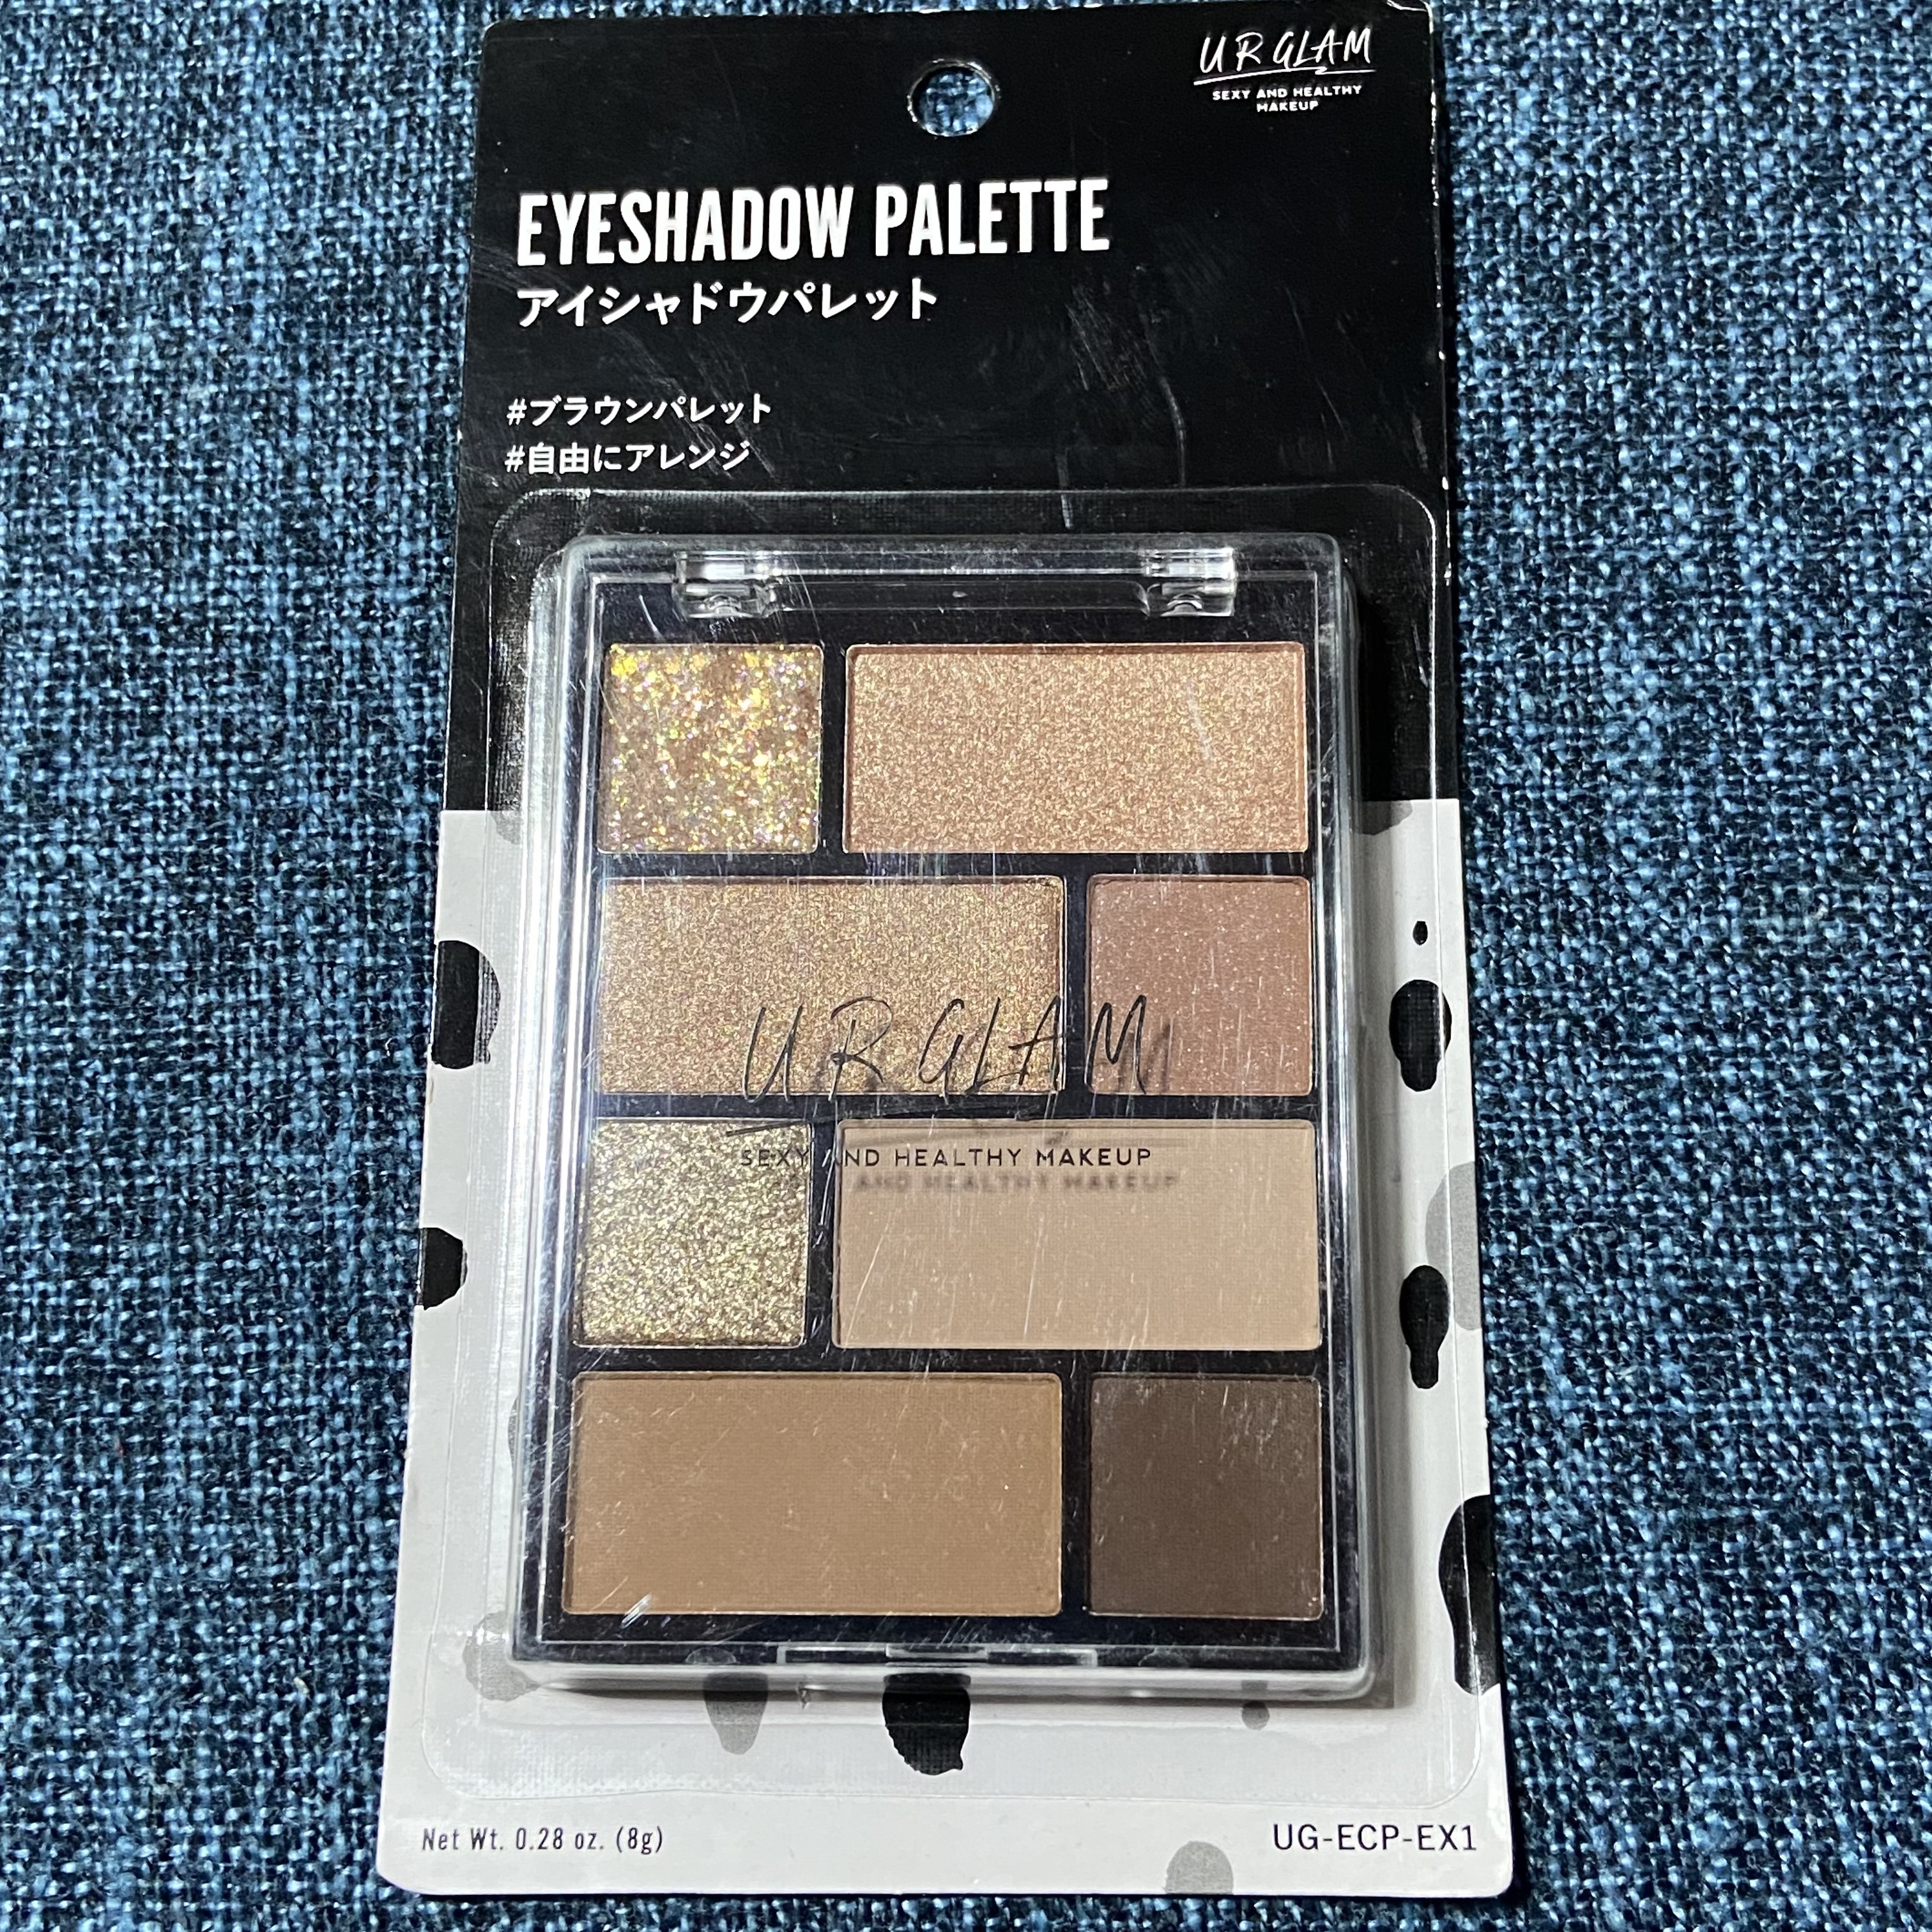 UR GLAM
SEXY AND HEALTHY
MAKEUP
EYESHADOW PALETTE
アイシャドウパレット
#ブラウンパレット
#自由にアレンジ
UR GLAM
SEXY AND HEALTHY MAKEUP
Net Wt. 0.28 oz. (8g)
UG-ECP-EX1